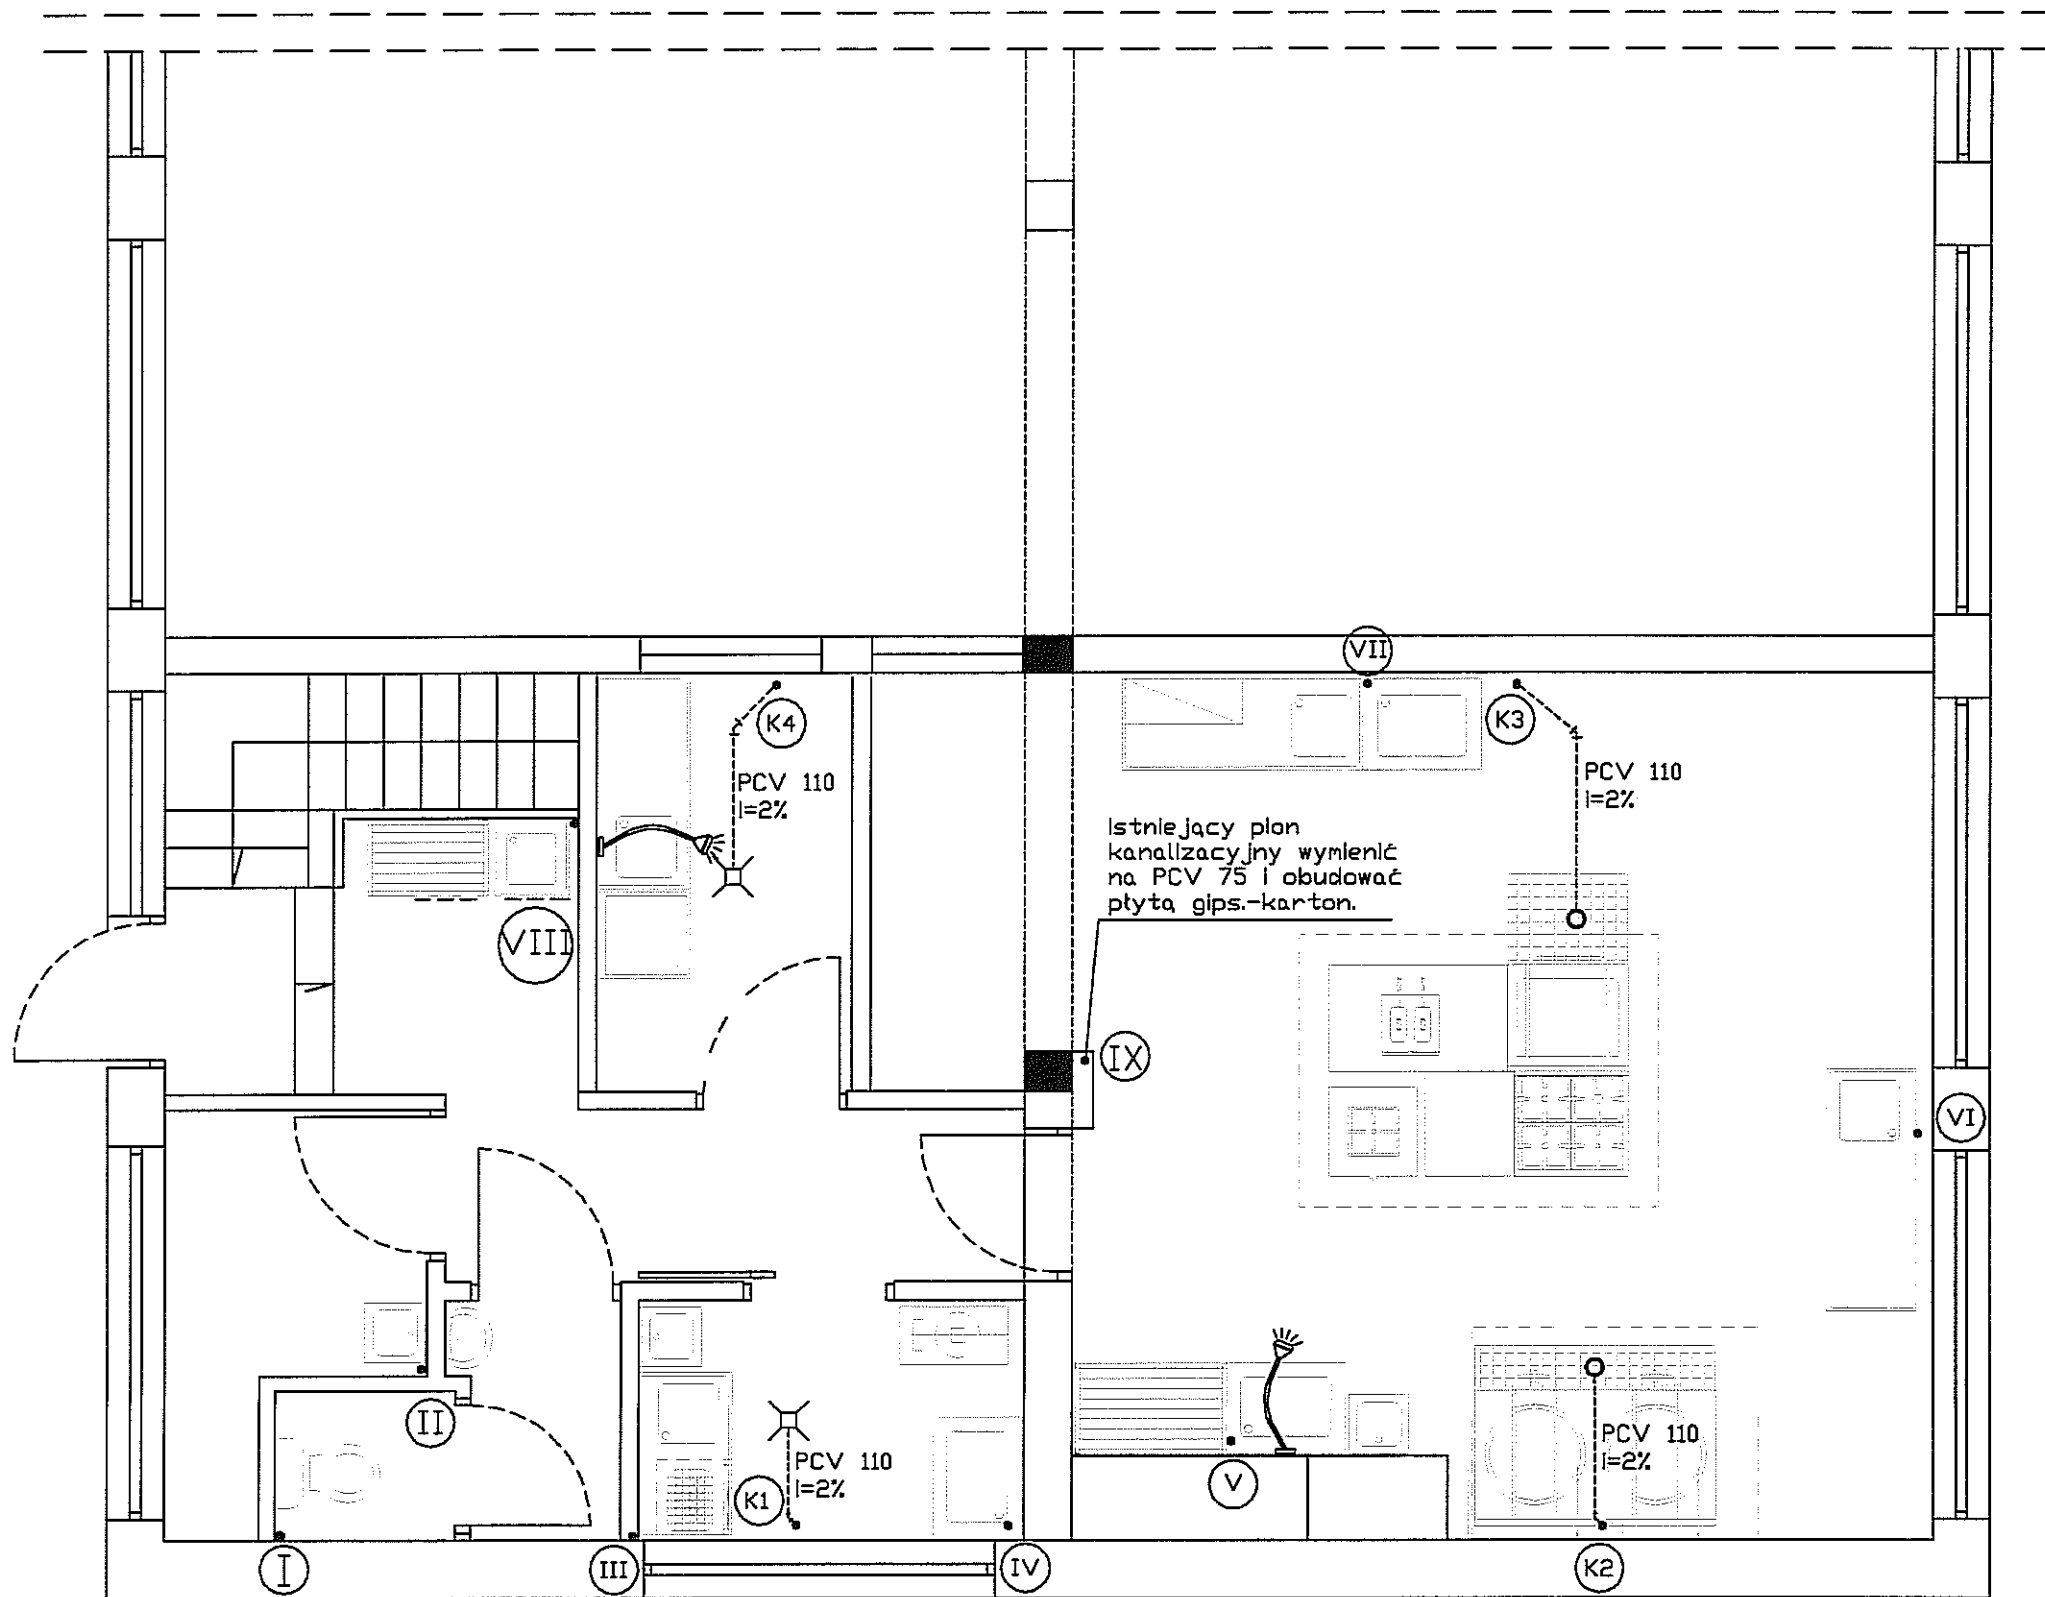 VII
K4
K3
PCV 110
i=2%
PCV 110
i=2%
Istniejący pion
kanalizacyjny wymienić
na PCV 75 i obudować
płytą gips.-karton.
VIII
IX
VI
II
PCV 110
i=2%
K1
V
PCV 110
i=2%
I
III
IV
K2